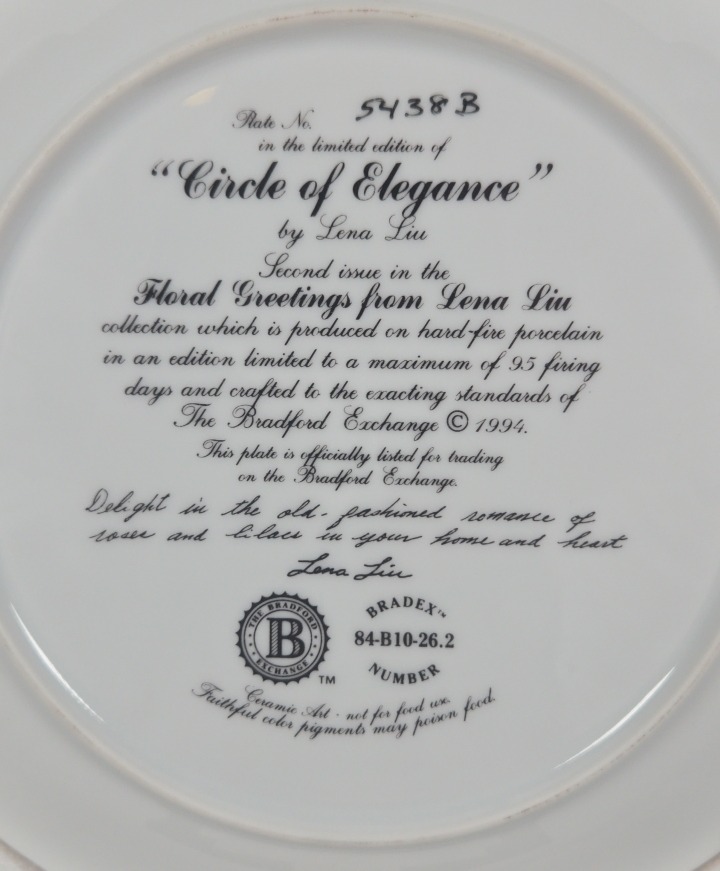 Plate No. 5438B
in the limited edition of
“Circle of Elegance”
by Lena Liu
Second issue in the
Floral Greetings from Lena Liu
collection which is produced on hard-fire porcelain
in an edition limited to a maximum of 95 firing
days and crafted to the exacting standards of
The Bradford Exchange © 1994.
This plate is officially listed for trading
on the Bradford Exchange.
Delight in the old-fashioned romance of
roses and lilacs in your home and heart
Lena Liu
THE BRADFORD
B
EXCHANGE
TM
BRADEX™
84-B10-26.2
NUMBER
Ceramic Art · not for food use.
Faithful color pigments may poison food.